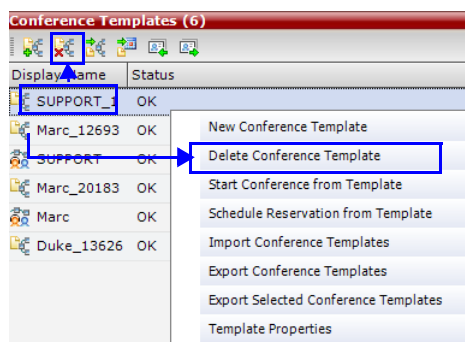 Conference Templates (6)
Display Name Status
SUPPORT_1 OK
Marc_12693 OK
SUPPORT OK
Marc_20183 OK
Marc OK
Duke_13626 OK
New Conference Template
Delete Conference Template
Start Conference from Template
Schedule Reservation from Template
Import Conference Templates
Export Conference Templates
Export Selected Conference Templates
Template Properties